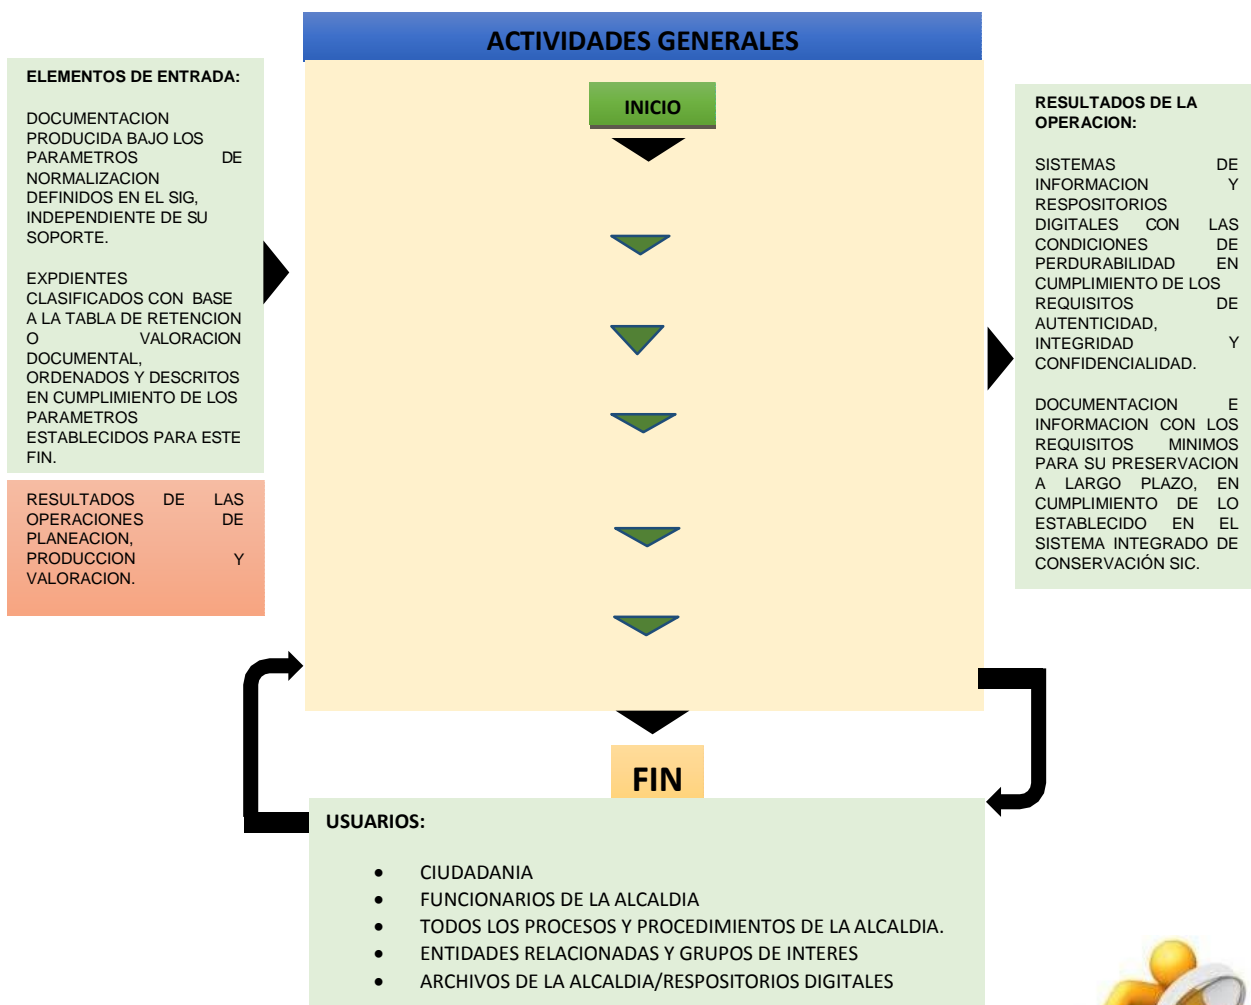 ACTIVIDADES GENERALES
ELEMENTOS DE ENTRADA:
DOCUMENTACION
PRODUCIDA BAJO LOS
PARAMETROS DE
NORMALIZACION
DEFINIDOS EN EL SIG,
INDEPENDIENTE DE SU
SOPORTE.
EXPDIENTES
CLASIFICADOS CON BASE
A LA TABLA DE RETENCION
O VALORACION
DOCUMENTAL,
ORDENADOS Y DESCRITOS
EN CUMPLIMIENTO DE LOS
PARAMETROS
ESTABLECIDOS PARA ESTE
FIN.
RESULTADOS DE LAS
OPERACIONES DE
PLANEACION,
PRODUCCION Y
VALORACION.
INICIO
RESULTADOS DE LA
OPERACION:
SISTEMAS DE
INFORMACION Y
RESPOSITORIOS
DIGITALES CON LAS
CONDICIONES DE
PERDURABILIDAD EN
CUMPLIMIENTO DE LOS
REQUISITOS DE
AUTENTICIDAD,
INTEGRIDAD Y
CONFIDENCIALIDAD.
DOCUMENTACION E
INFORMACION CON LOS
REQUISITOS MINIMOS
PARA SU PRESERVACION
A LARGO PLAZO, EN
CUMPLIMIENTO DE LO
ESTABLECIDO EN EL
SISTEMA INTEGRADO DE
CONSERVACIÓN SIC.
FIN
USUARIOS:
• CIUDADANIA
• FUNCIONARIOS DE LA ALCALDIA
• TODOS LOS PROCESOS Y PROCEDIMIENTOS DE LA ALCALDIA.
• ENTIDADES RELACIONADAS Y GRUPOS DE INTERES
• ARCHIVOS DE LA ALCALDIA/RESPOSITORIOS DIGITALES